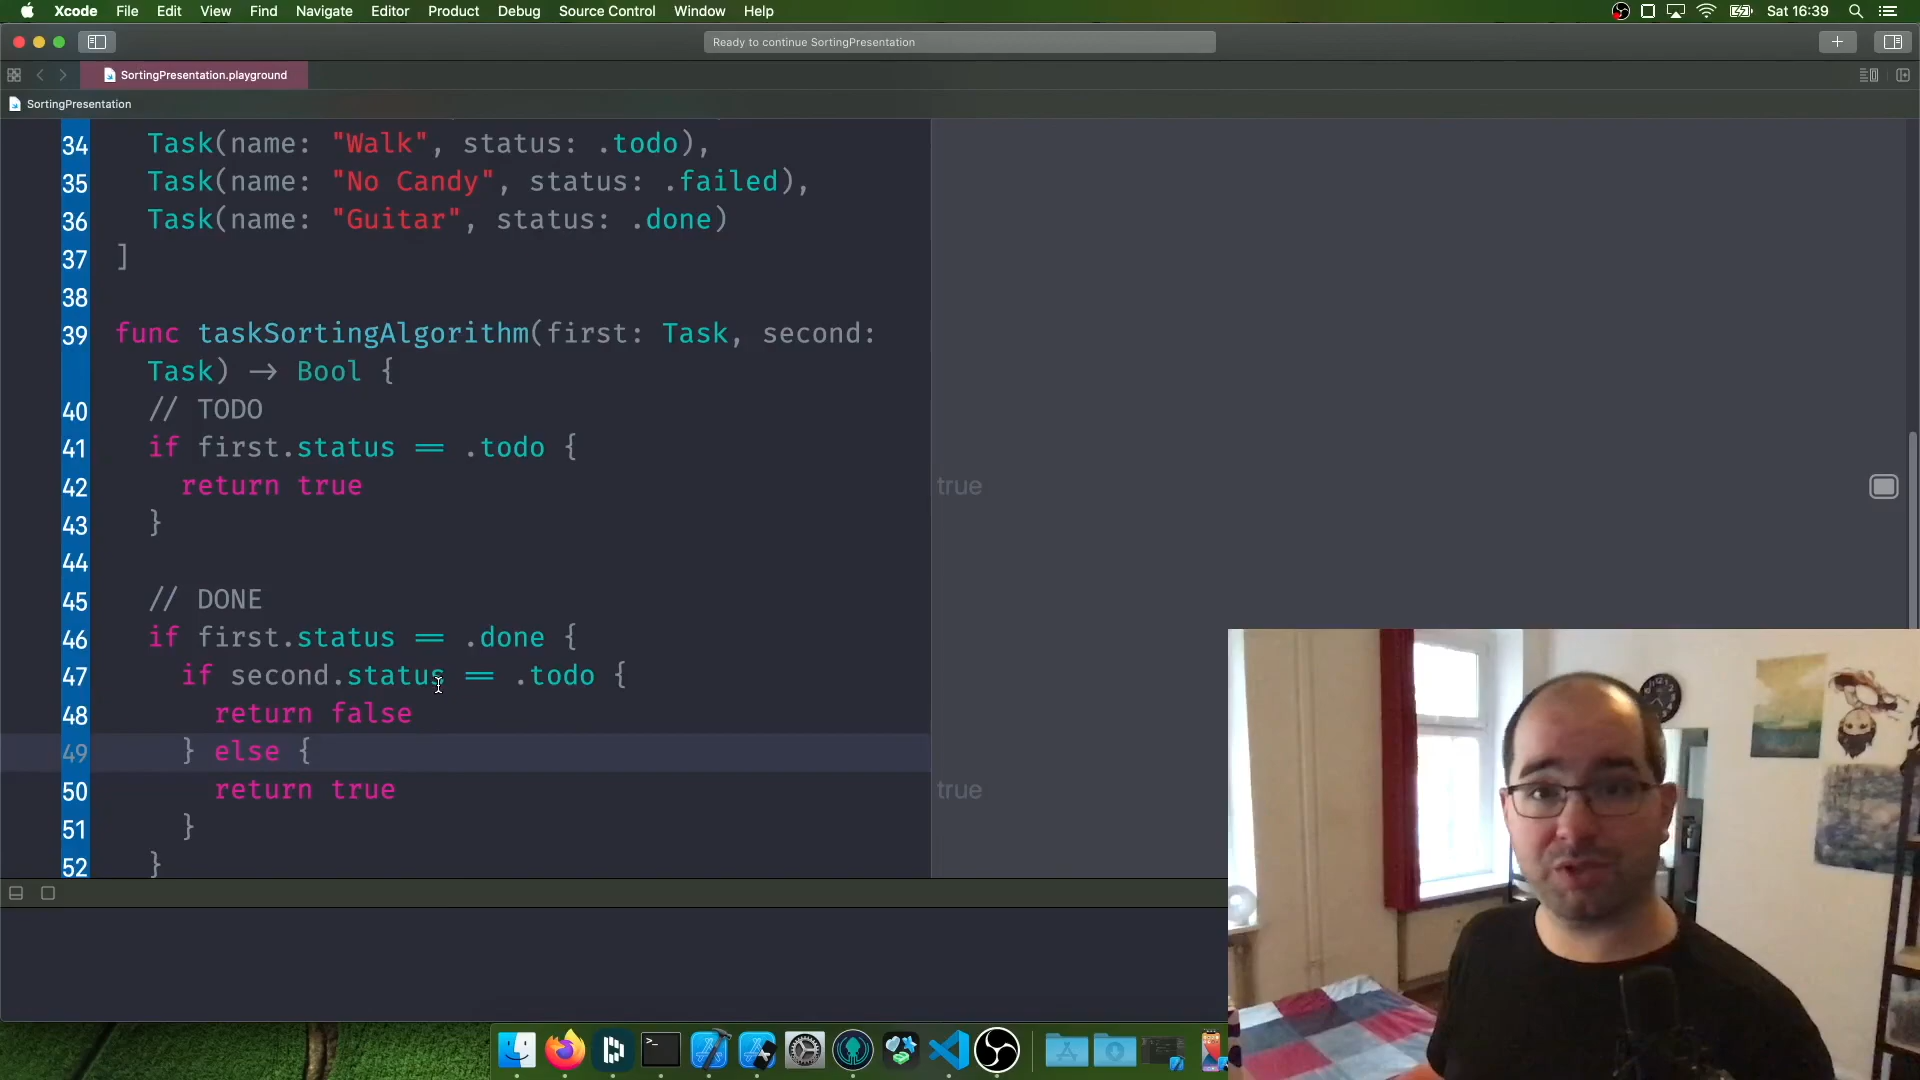 Xcode File Edit View Find Navigate Editor Product Debug Source Control Window Help Sat 16:39
Ready to continue SortingPresentation
SortingPresentation.playground
SortingPresentation
34 Task(name: "Walk", status: .todo),
35 Task(name: "No Candy", status: .failed),
36 Task(name: "Guitar", status: .done)
37 ]
38
39 func taskSortingAlgorithm(first: Task, second:
Task) -> Bool {
40 // TODO
41 if first.status == .todo {
42 return true true
43 }
44
45 // DONE
46 if first.status == .done {
47 if second.status == .todo {
48 return false
49 } else {
50 return true true
51 }
52 }